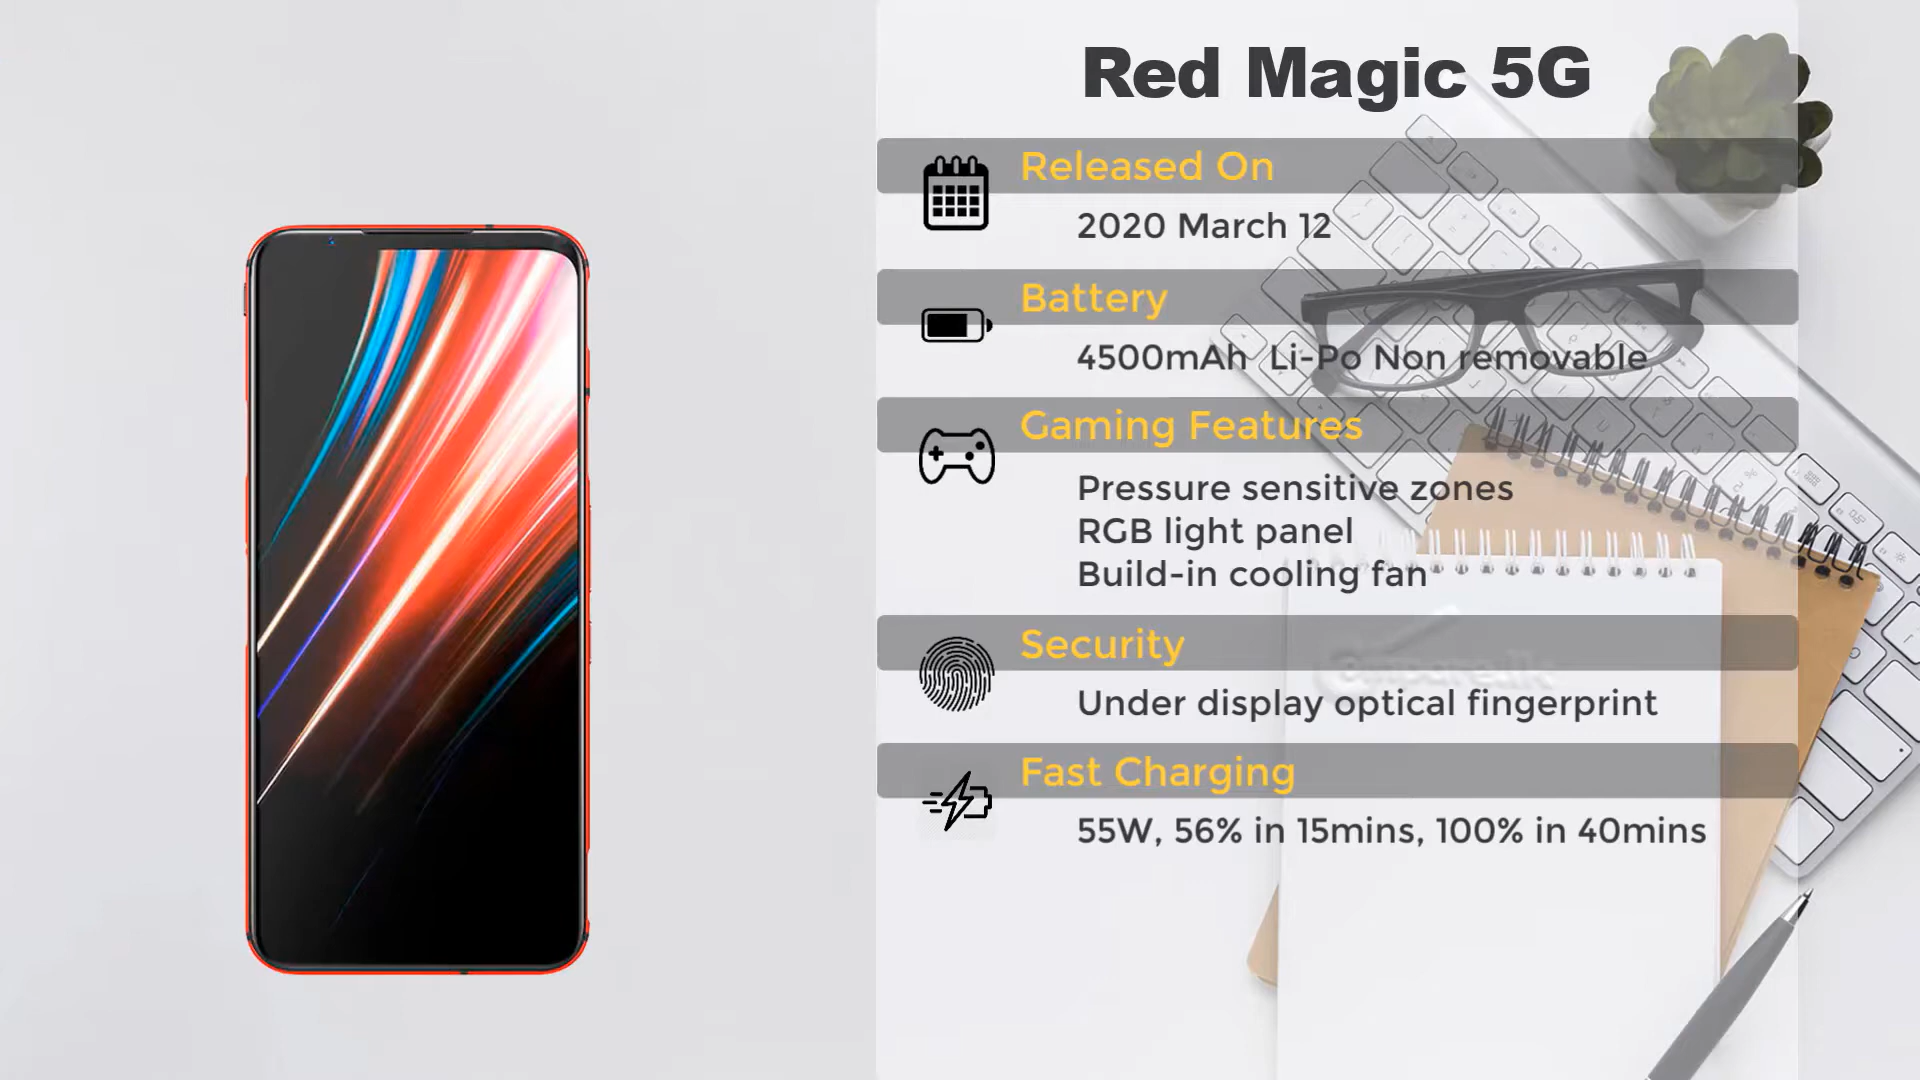 Red Magic 5G
Released On
2020 March 12
Battery
4500mAh Li-Po Non removable
Gaming Features
Pressure sensitive zones
RGB light panel
Build-in cooling fan
Security
Under display optical fingerprint
Fast Charging
55W, 56% in 15mins, 100% in 40mins